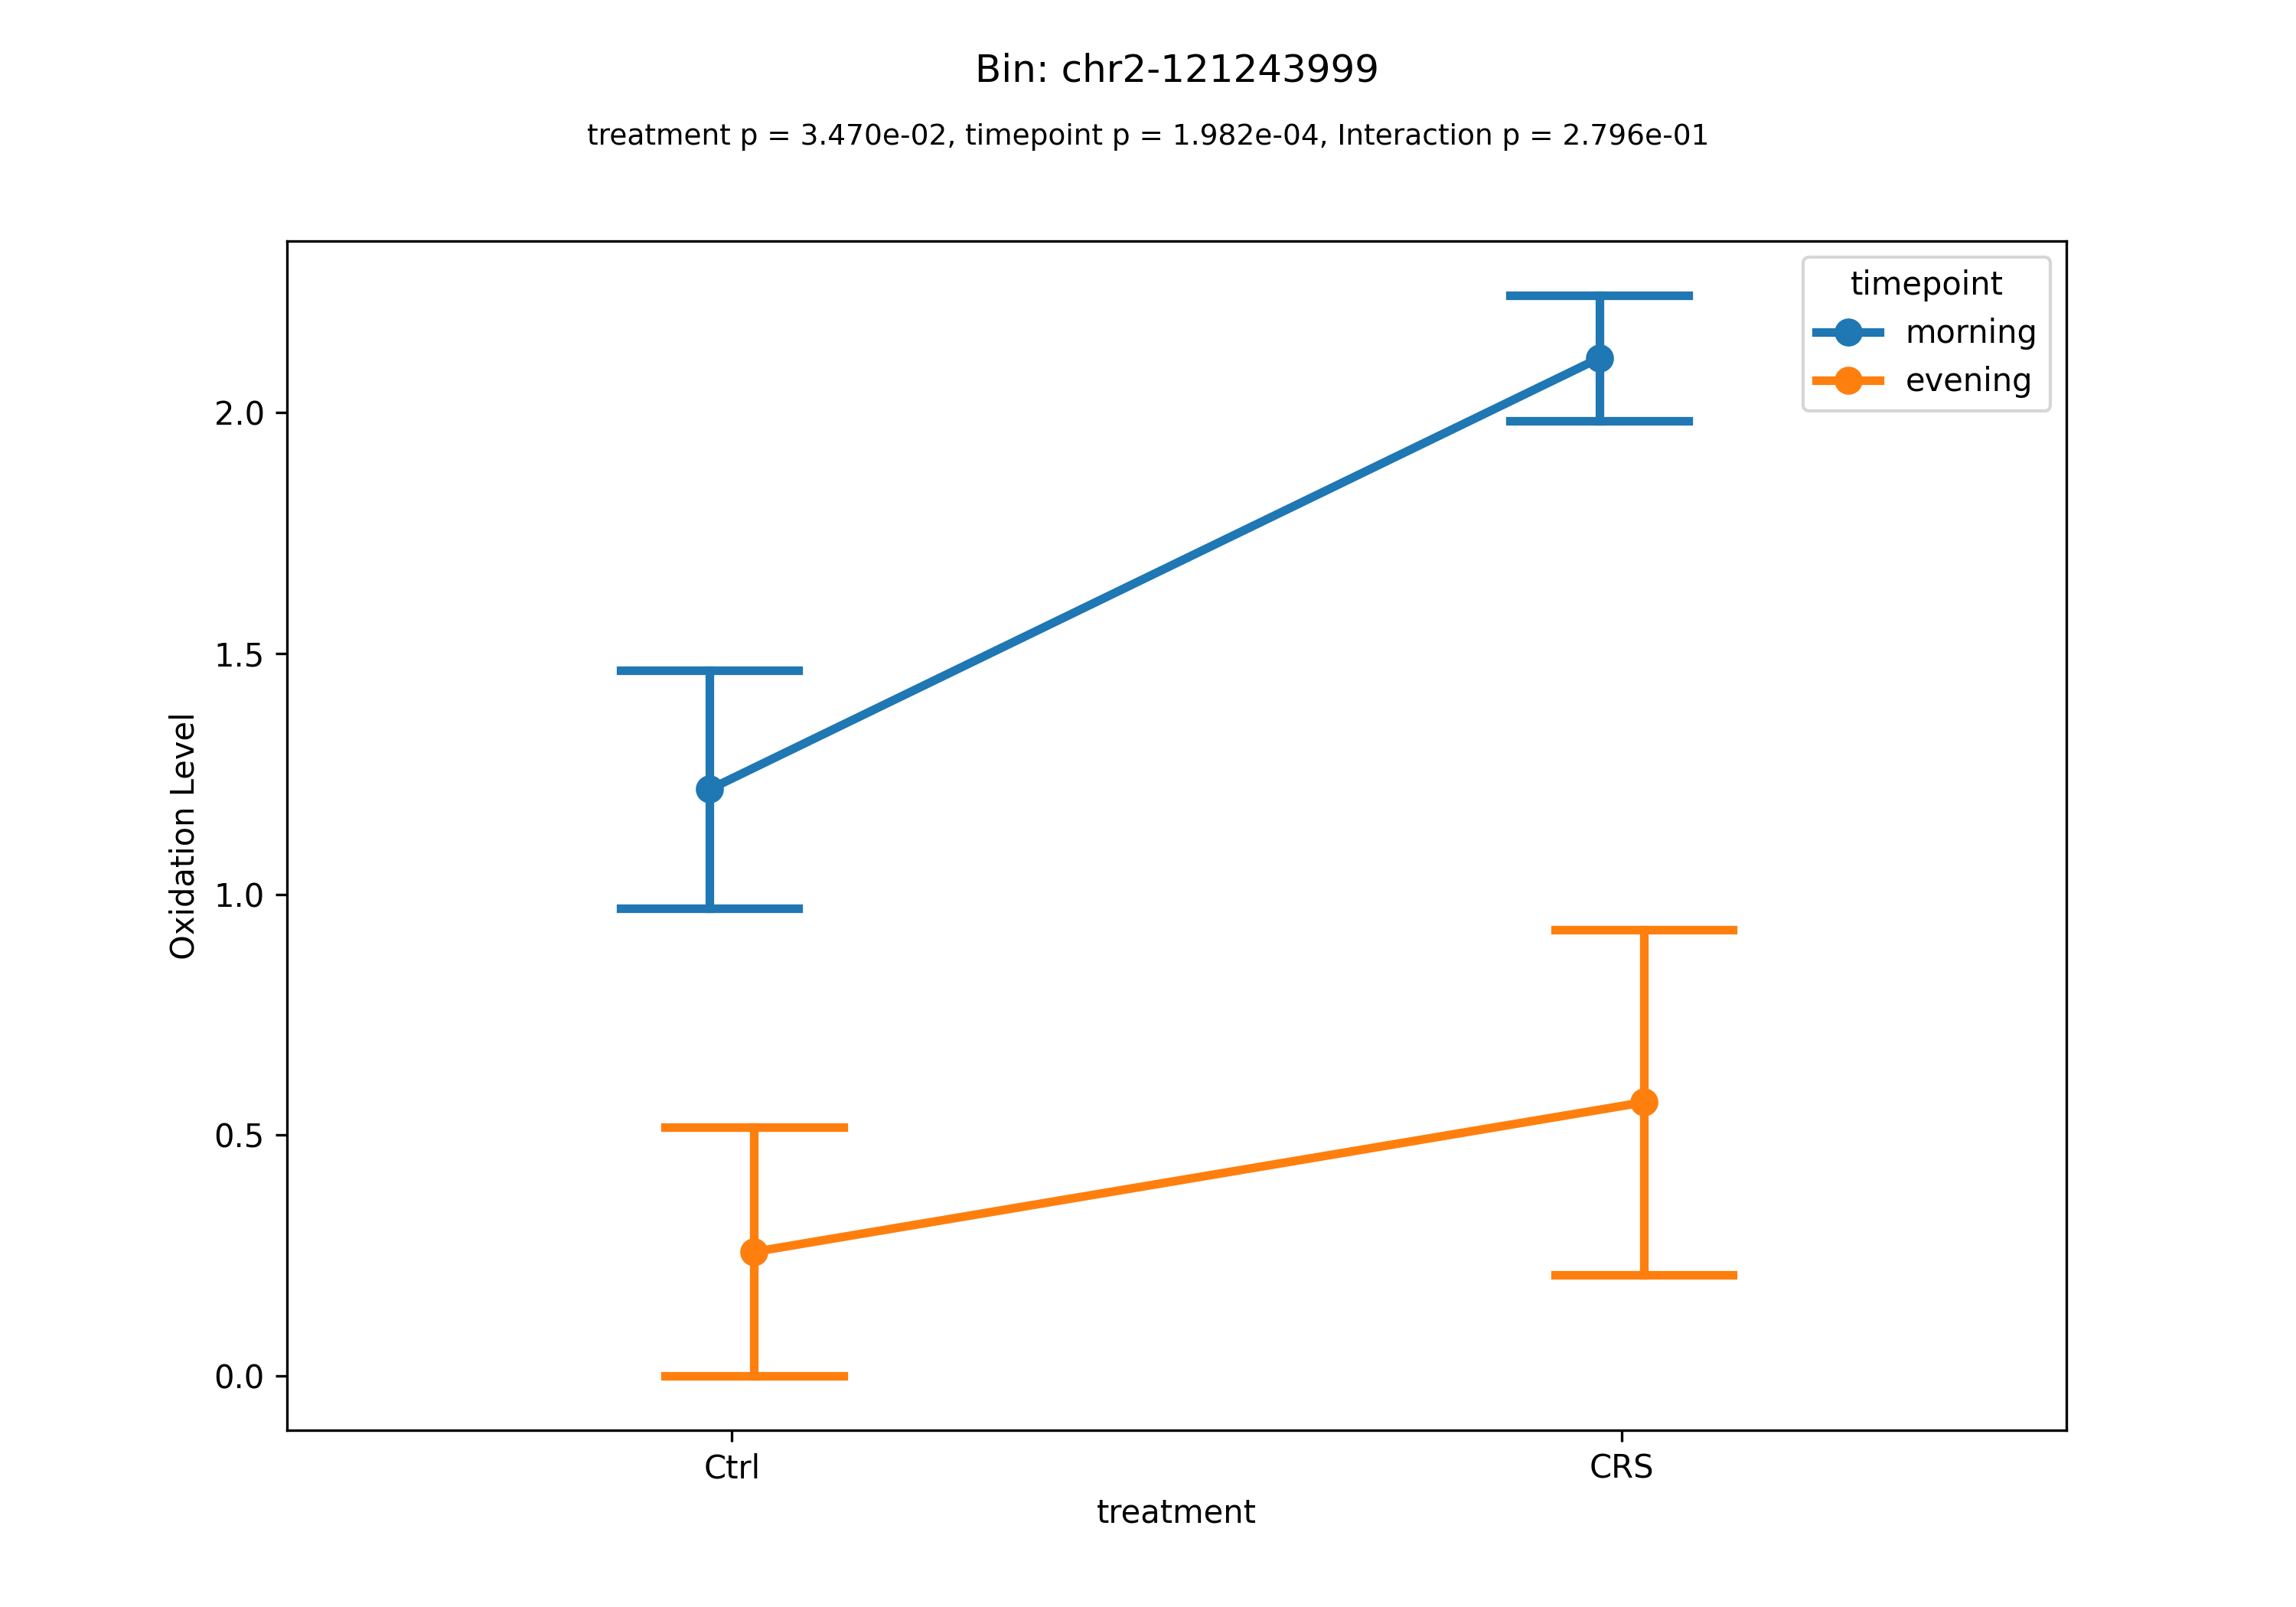 Bin: chr2-121243999
treatment p = 3.470e-02, timepoint p = 1.982e-04, Interaction p = 2.796e-01
timepoint
morning
evening
2.0
1.5
1.0
0.5
0.0
Oxidation Level
Ctrl
CRS
treatment